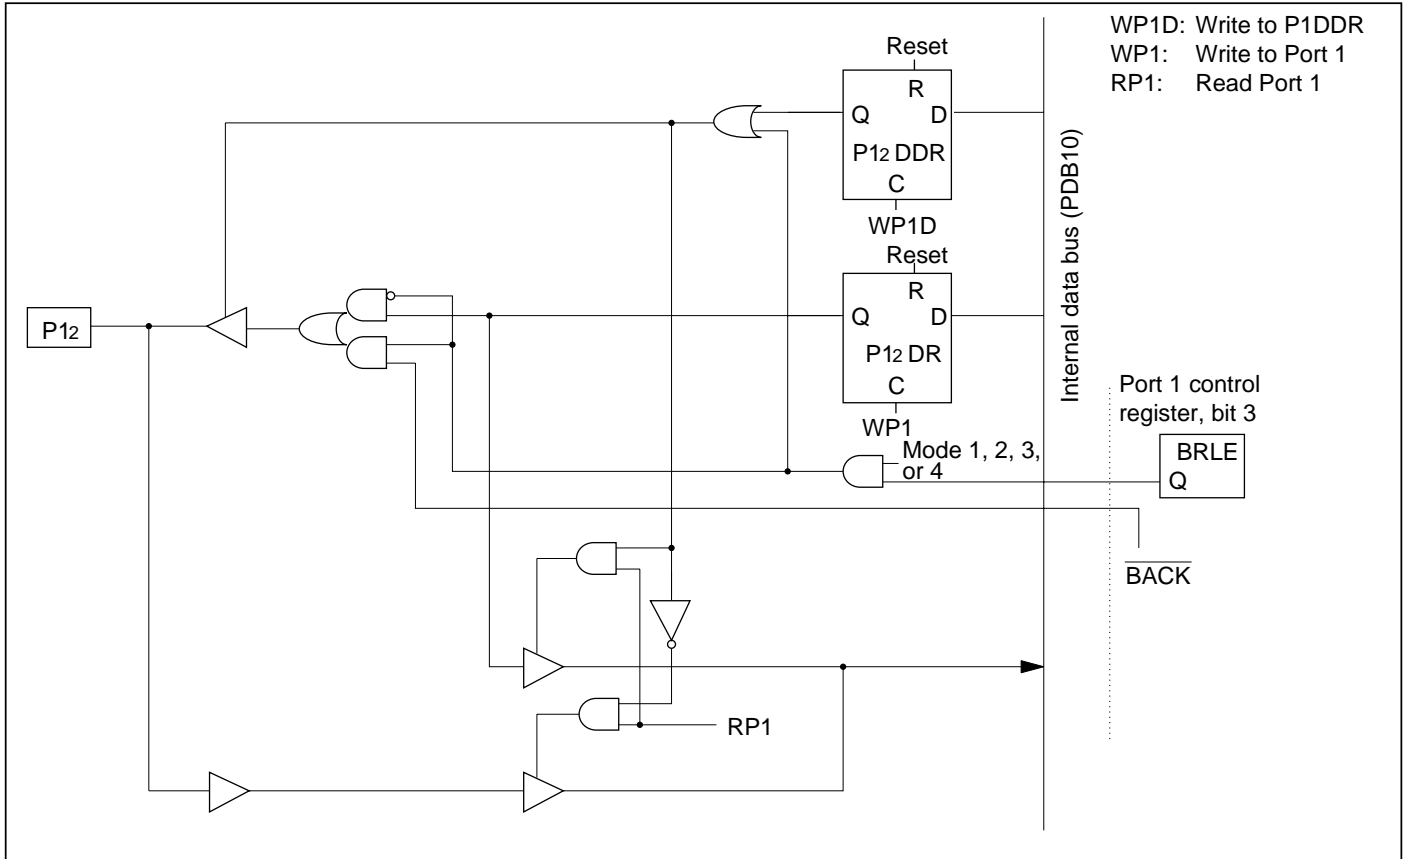 WP1D: Write to P1DDR
WP1: Write to Port 1
RP1: Read Port 1
Reset
R
Q D
P12 DDR
C
WP1D
Reset
R
Q D
P12 DR
C
WP1
Internal data bus (PDB10)
P12
Port 1 control
register, bit 3
BRLE
Q
Mode 1, 2, 3,
or 4
BACK
RP1